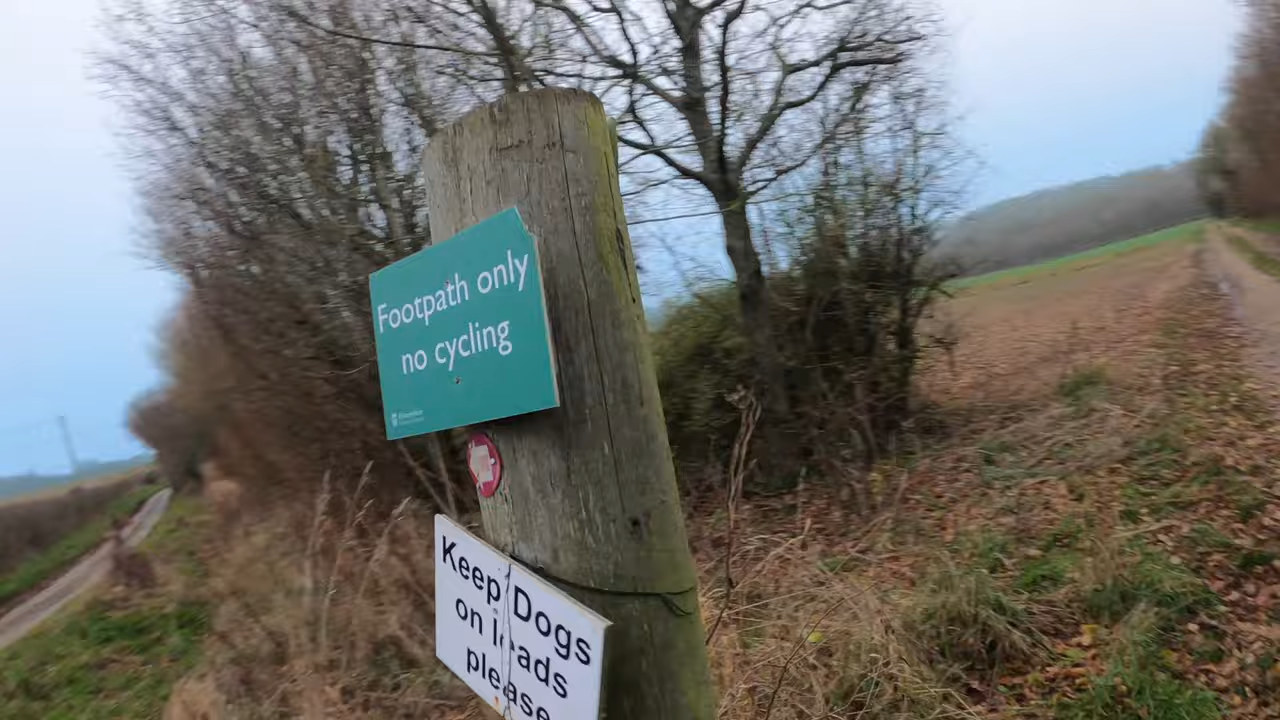 Footpath only
no cycling
Keep Dogs
on leads
please